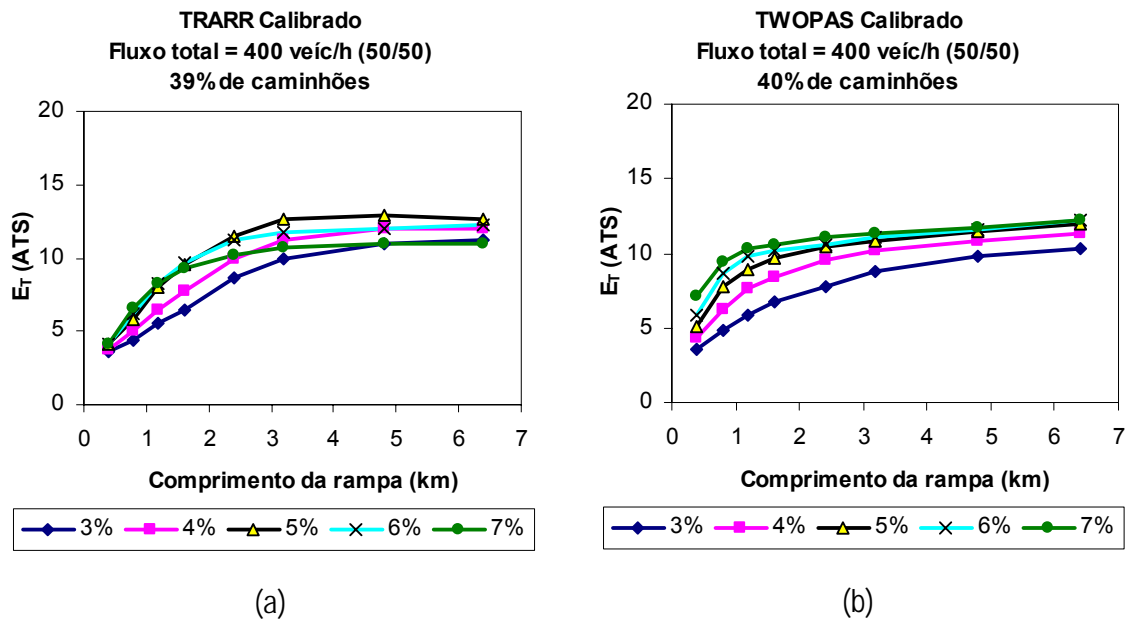 TRARR Calibrado
Fluxo total = 400 veíc/h (50/50)
39% de caminhões
20
15
10
5
0
E_T (ATS)
0 1 2 3 4 5 6 7
Comprimento da rampa (km)
3% 4% 5% 6% 7%
(a)
TWOPAS Calibrado
Fluxo total = 400 veíc/h (50/50)
40% de caminhões
20
15
10
5
0
E_T (ATS)
0 1 2 3 4 5 6 7
Comprimento da rampa (km)
3% 4% 5% 6% 7%
(b)